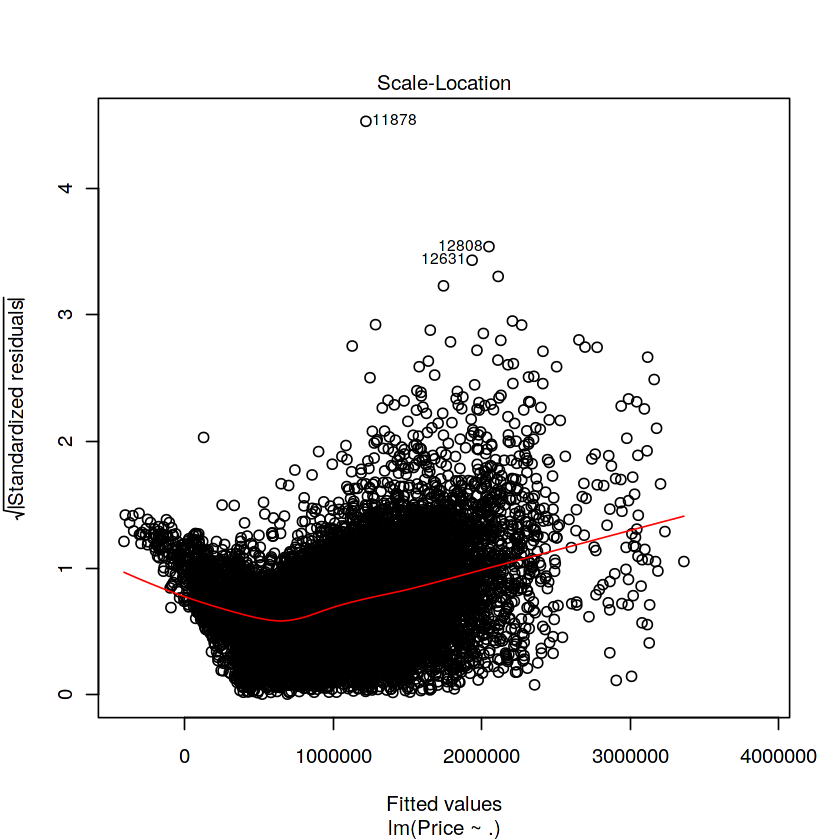 Scale-Location
11878
12808
12631
4
3
2
1
0
√|Standardized residuals|
0 1000000 2000000 3000000 4000000
Fitted values
lm(Price ~ .)